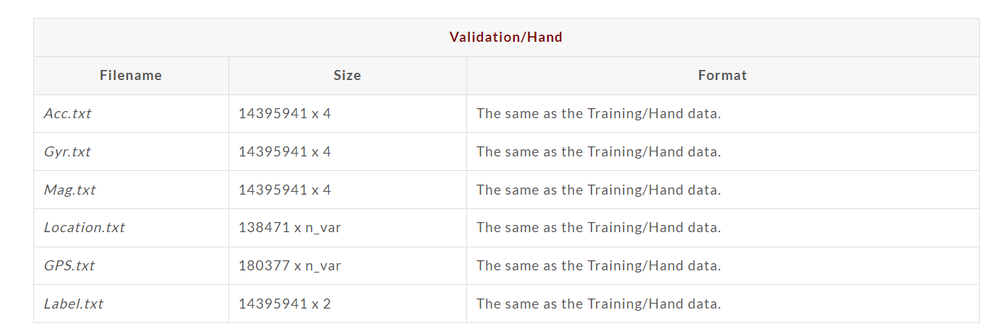 Validation/Hand
Filename Size Format
Acc.txt 14395941 x 4 The same as the Training/Hand data.
Gyr.txt 14395941 x 4 The same as the Training/Hand data.
Mag.txt 14395941 x 4 The same as the Training/Hand data.
Location.txt 138471 x n_var The same as the Training/Hand data.
GPS.txt 180377 x n_var The same as the Training/Hand data.
Label.txt 14395941 x 2 The same as the Training/Hand data.